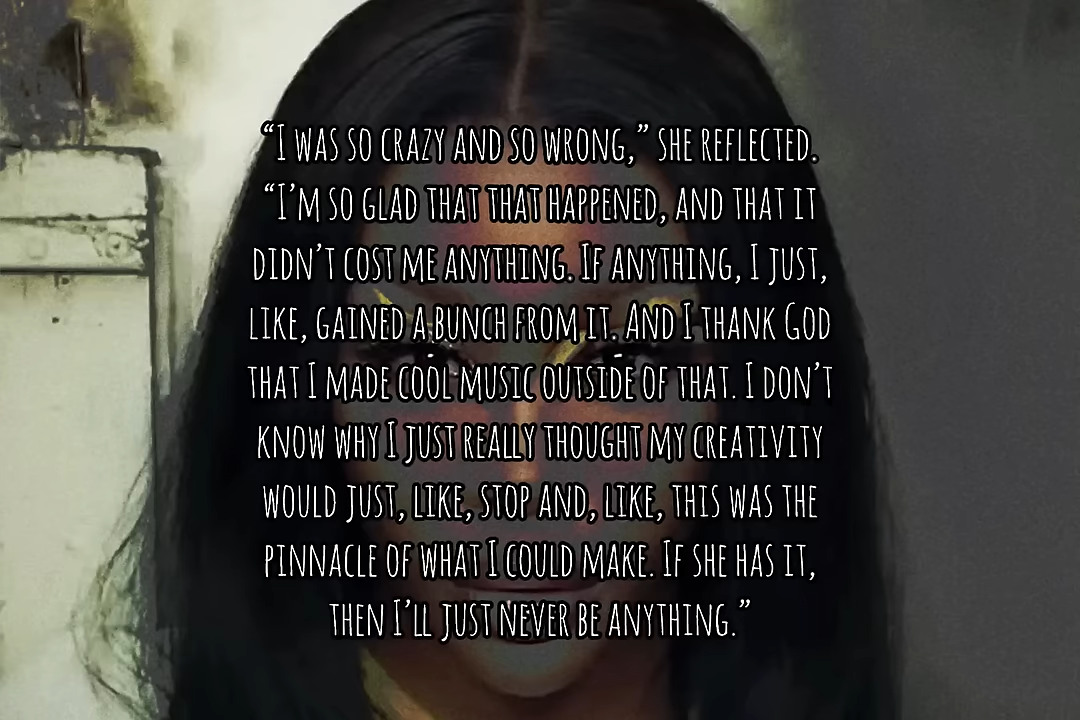 “I was so crazy and so wrong,” she reflected.
“I’m so glad that that happened, and that it
didn’t cost me anything. If anything, I just,
like, gained a bunch from it. And I thank God
that I made cool music outside of that. I don’t
know why I just really thought my creativity
would just, like, stop and, like, this was the
pinnacle of what I could make. If she has it,
then I’ll just never be anything.”